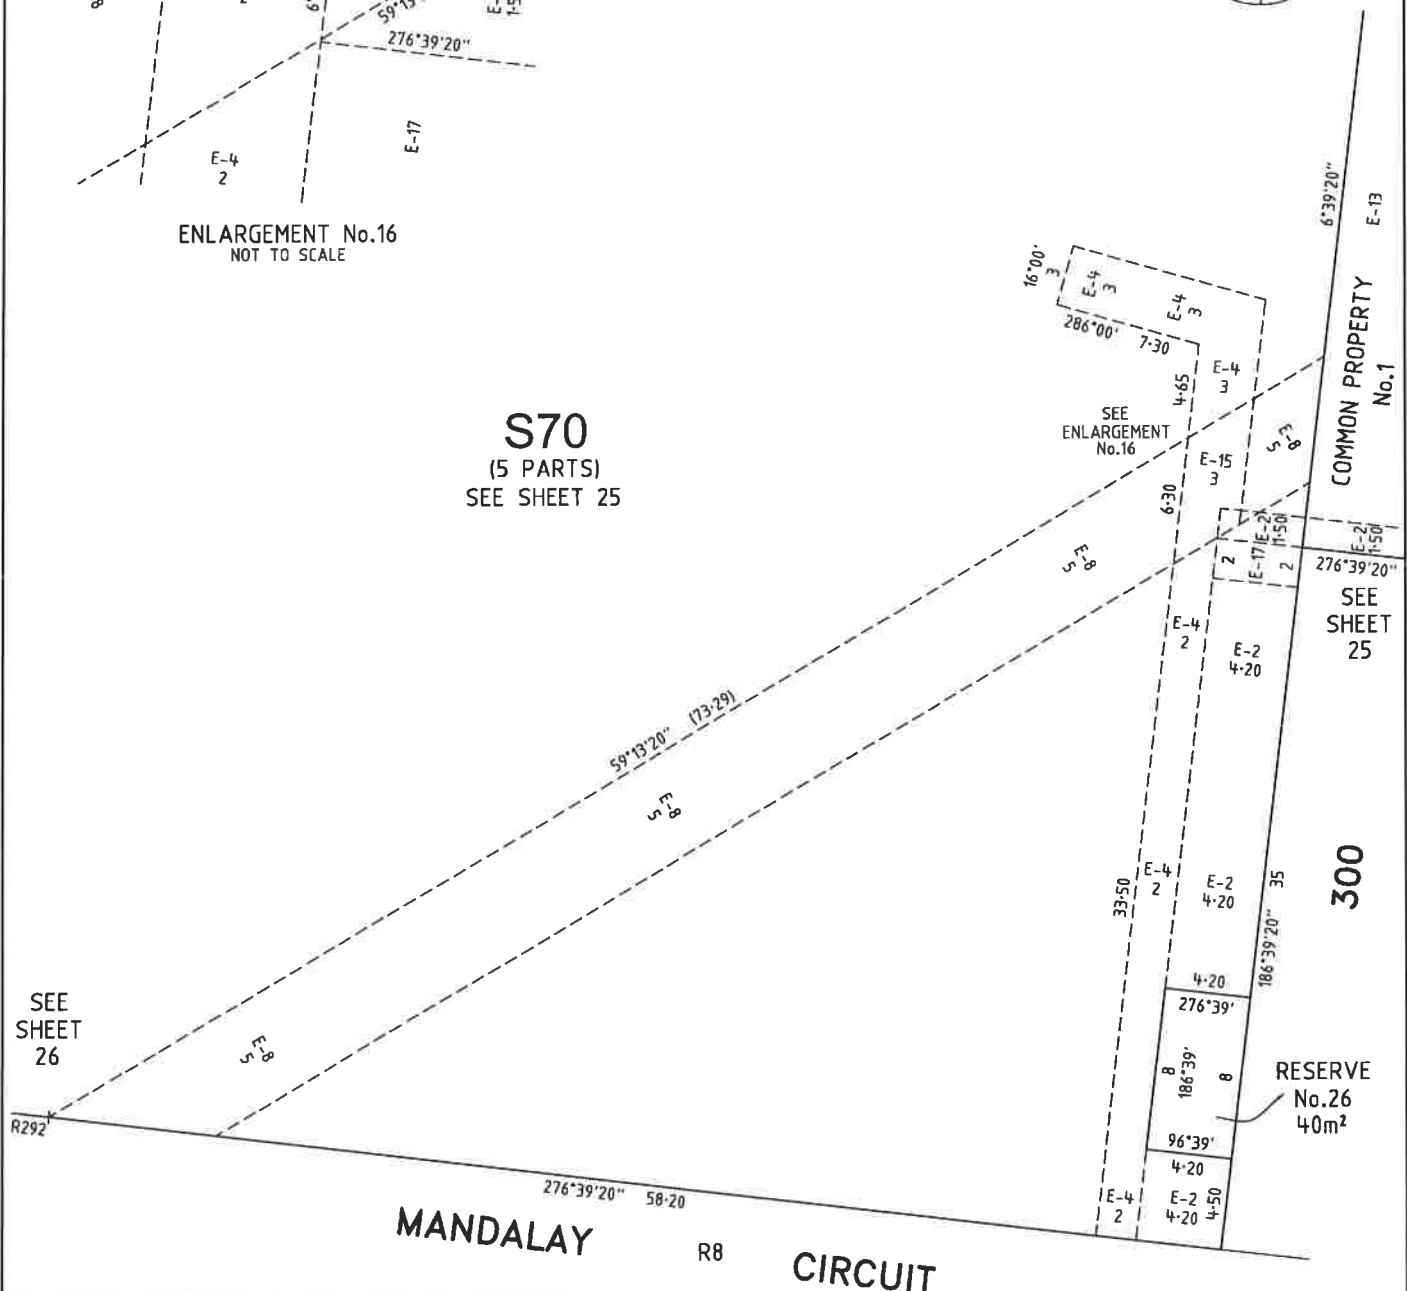 59°13'
276°39'20"
E-17
E-4
2
ENLARGEMENT No.16
NOT TO SCALE
6°39'20"
E-13
16°00'
3
E-4
3
E-4
3
286°00'
7·30
4·65
E-4
3
COMMON PROPERTY
No.1
S70
(5 PARTS)
SEE SHEET 25
SEE
ENLARGEMENT
No.16
E-15
3
E-8
5
6·30
E-8
5
2
E-17
E-2
1·50
2
E-2
1·50
276°39'20"
SEE
SHEET
25
E-4
2
E-2
4·20
59°13'20"
(73·29)
E-8
5
33·50
E-4
2
E-2
4·20
35
186°39'20"
300
4·20
276°39'
SEE
SHEET
26
E-8
5
8
186°39'
8
RESERVE
No.26
40m²
R292
96°39'
4·20
276°39'20"
58·20
E-4
2
E-2
4·20
4·50
MANDALAY
R8
CIRCUIT